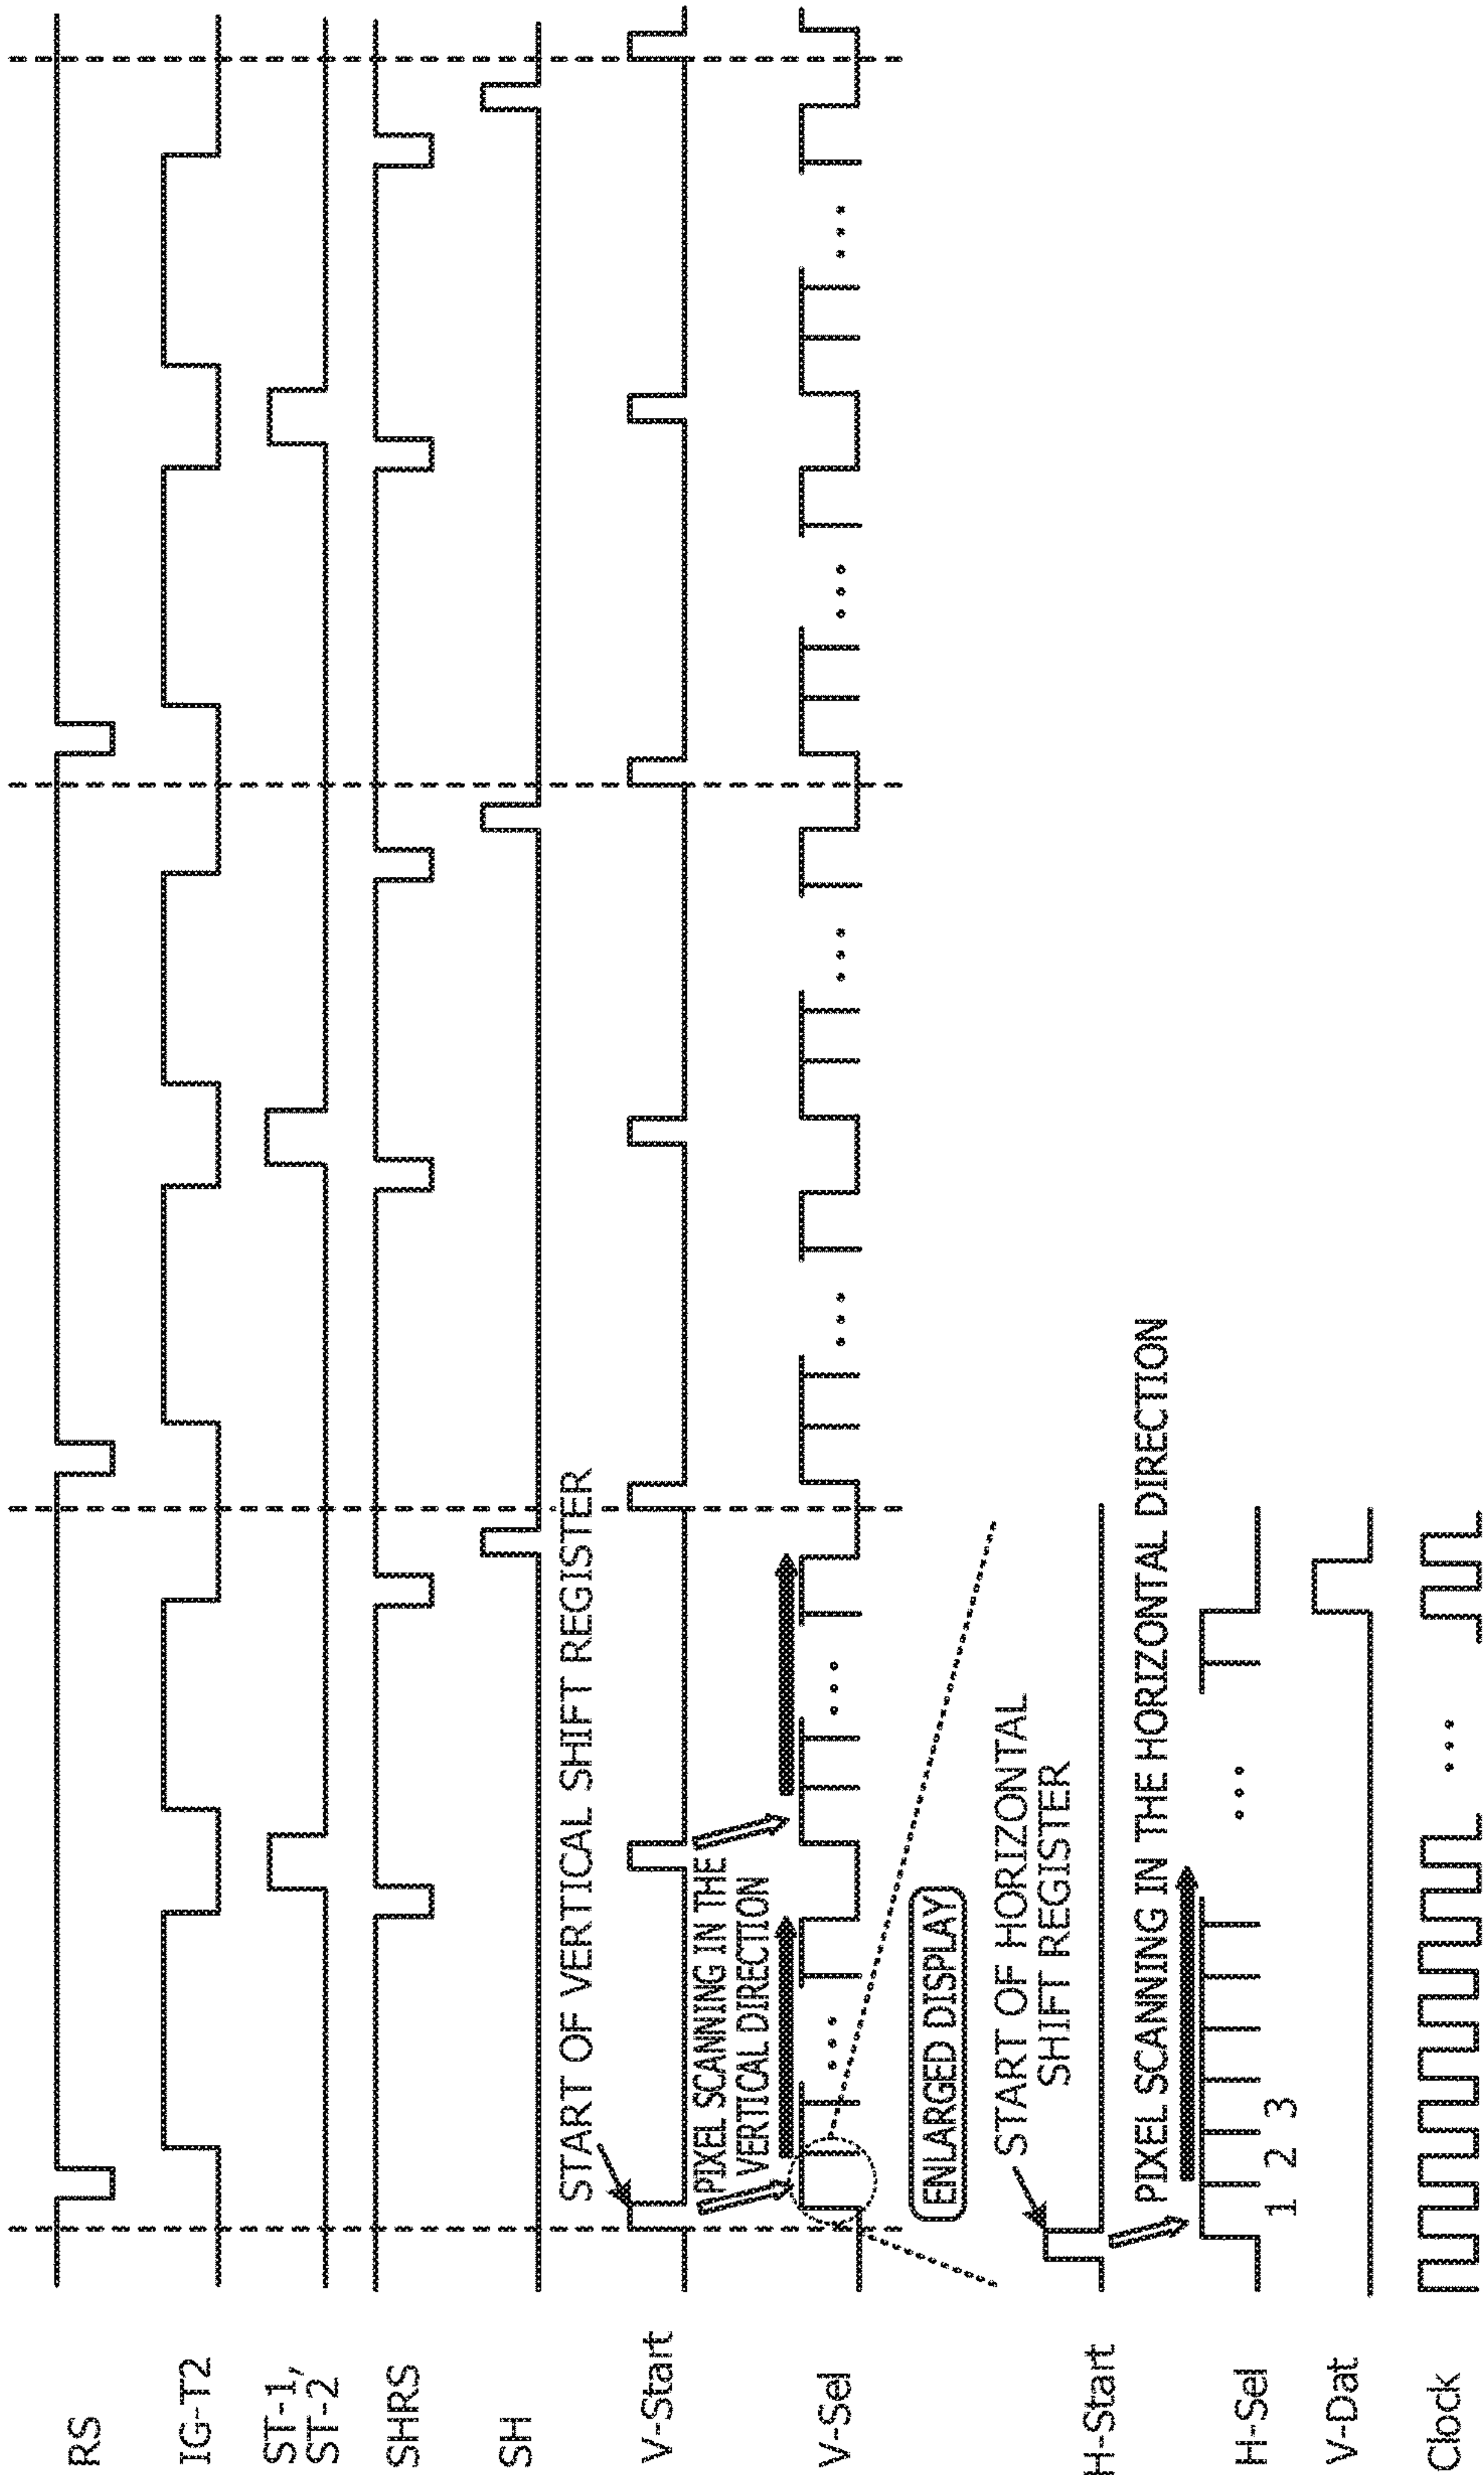 RS
IG-T2
ST-1,
ST-2
SHRS
SH
START OF VERTICAL SHIFT REGISTER
V-Start
PIXEL SCANNING IN THE
VERTICAL DIRECTION
V-Sel
ENLARGED DISPLAY
START OF HORIZONTAL
SHIFT REGISTER
H-Start
PIXEL SCANNING IN THE HORIZONTAL DIRECTION
H-Sel
1 2 3
V-Dat
Clock